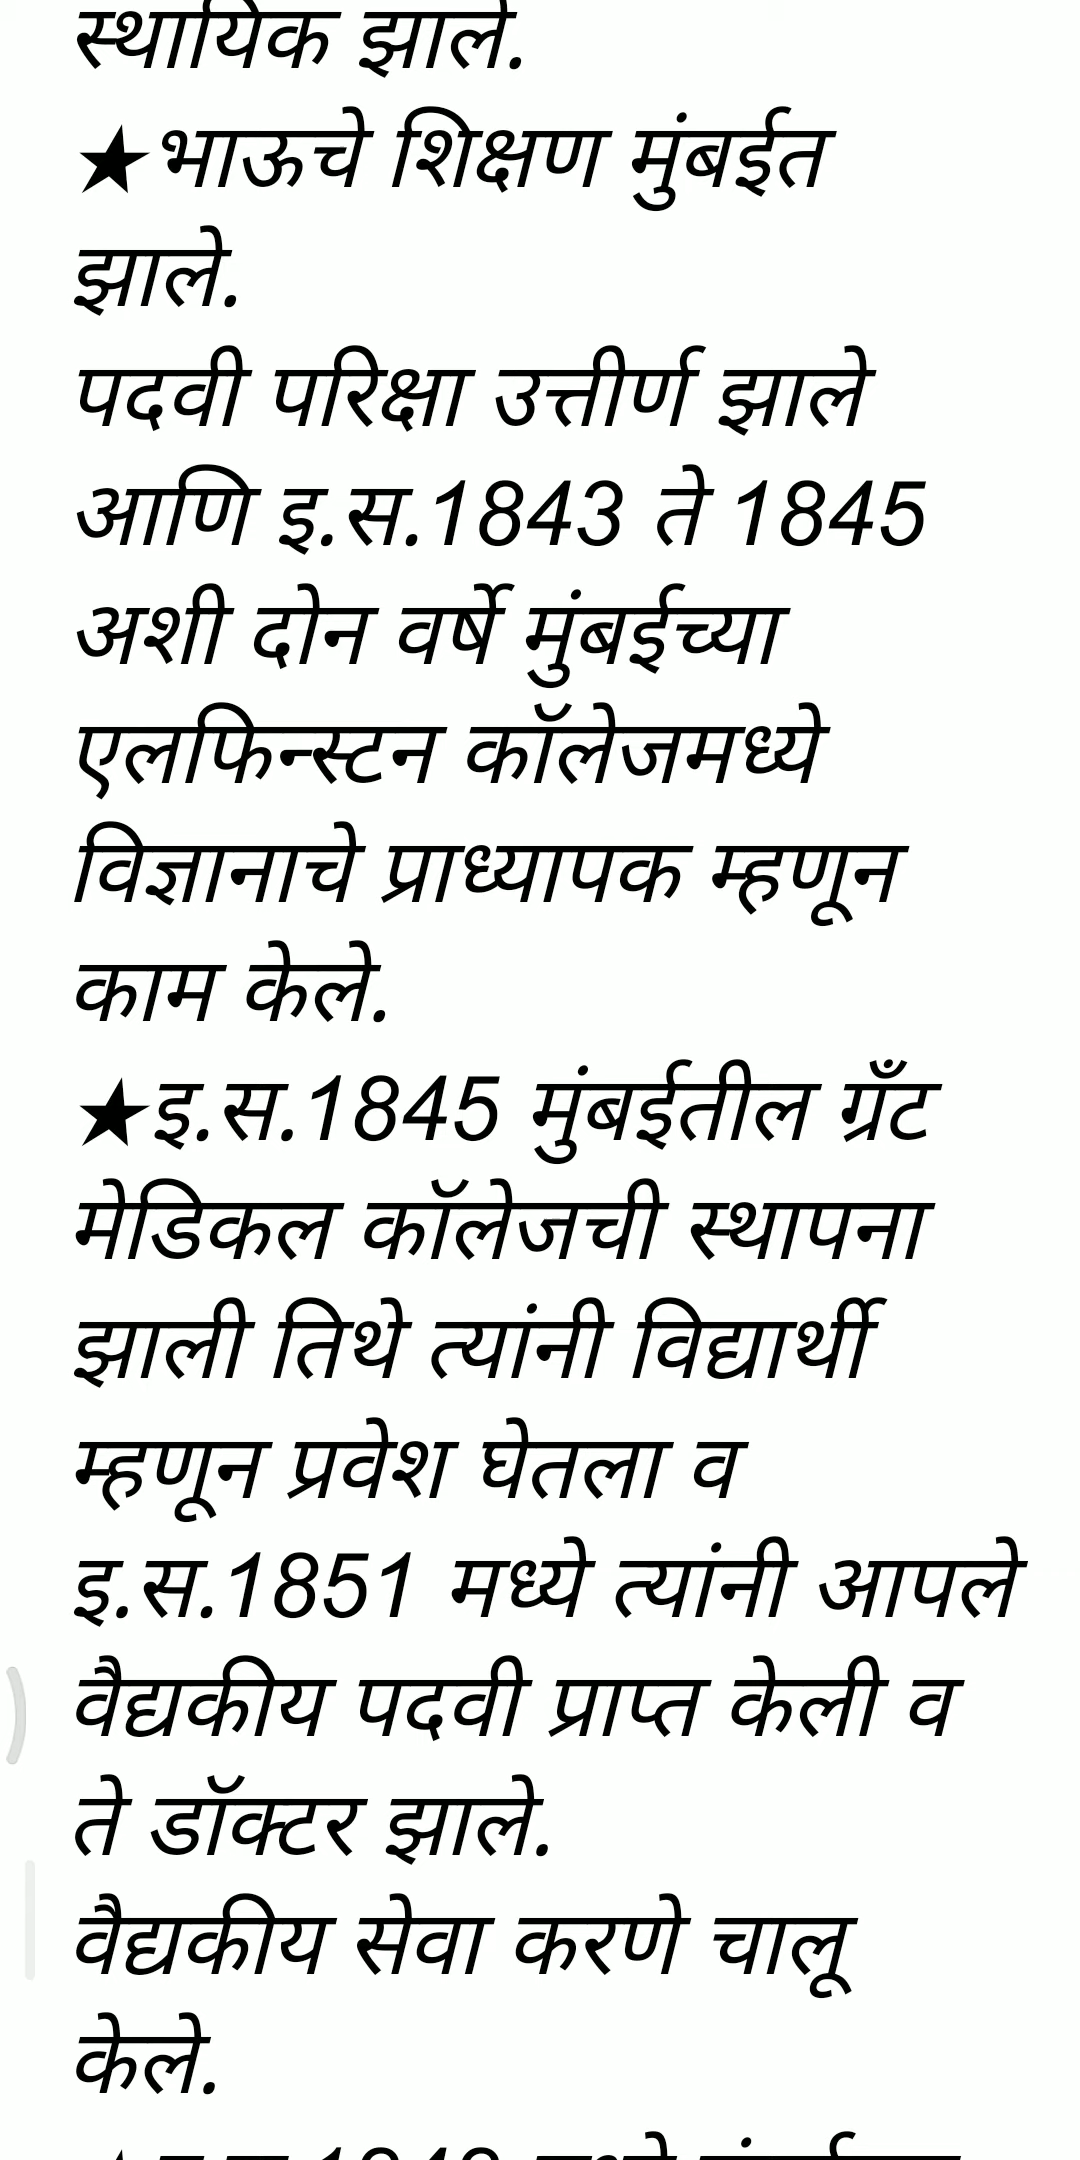 स्थायिक झाले.
★भाऊचे शिक्षण मुंबईत
झाले.
पदवी परिक्षा उत्तीर्ण झाले
आणि इ.स.1843 ते 1845
अशी दोन वर्षे मुंबईच्या
एलफिन्स्टन कॉलेजमध्ये
विज्ञानाचे प्राध्यापक म्हणून
काम केले.
★इ.स.1845 मुंबईतील ग्रँट
मेडिकल कॉलेजची स्थापना
झाली तिथे त्यांनी विद्यार्थी
म्हणून प्रवेश घेतला व
इ.स.1851 मध्ये त्यांनी आपले
वैद्यकीय पदवी प्राप्त केली व
ते डॉक्टर झाले.
वैद्यकीय सेवा करणे चालू
केले.